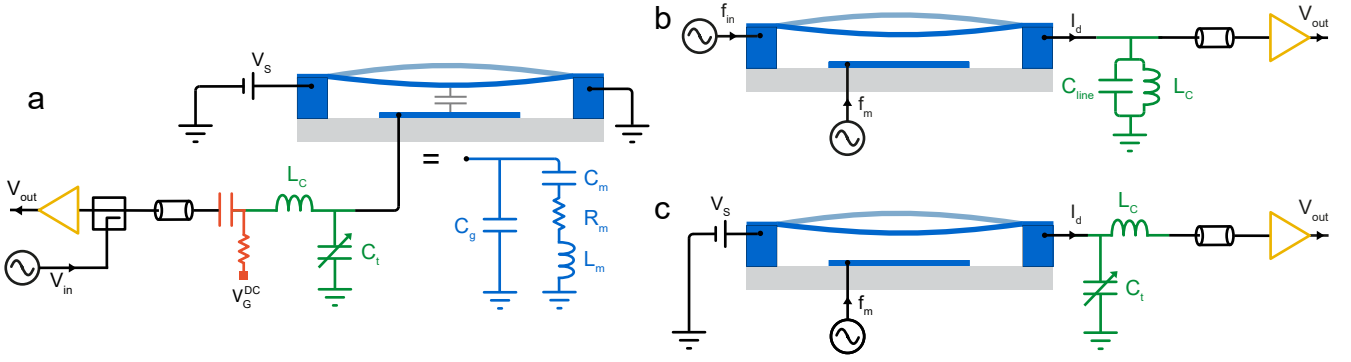 a
V_S
=
L_C
C_t
V_out
V_in
V_G^DC
C_g
C_m
R_m
L_m
b
f_in
I_d
V_out
C_line
L_C
f_m
c
V_S
I_d
L_C
V_out
C_t
f_m